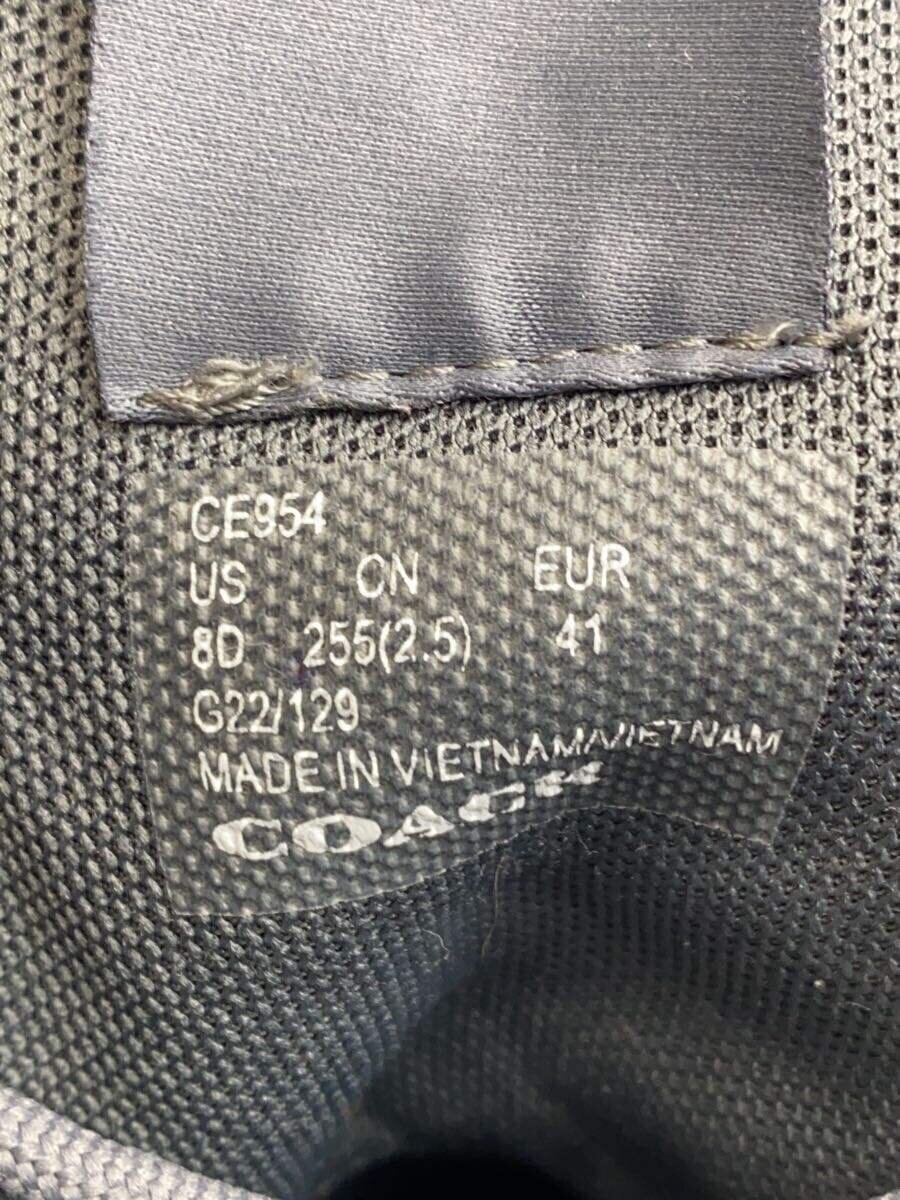 CE954
US CN EUR
8D 255(2.5) 41
G22/129
MADE IN VIETNAM/VIETNAM
COACH